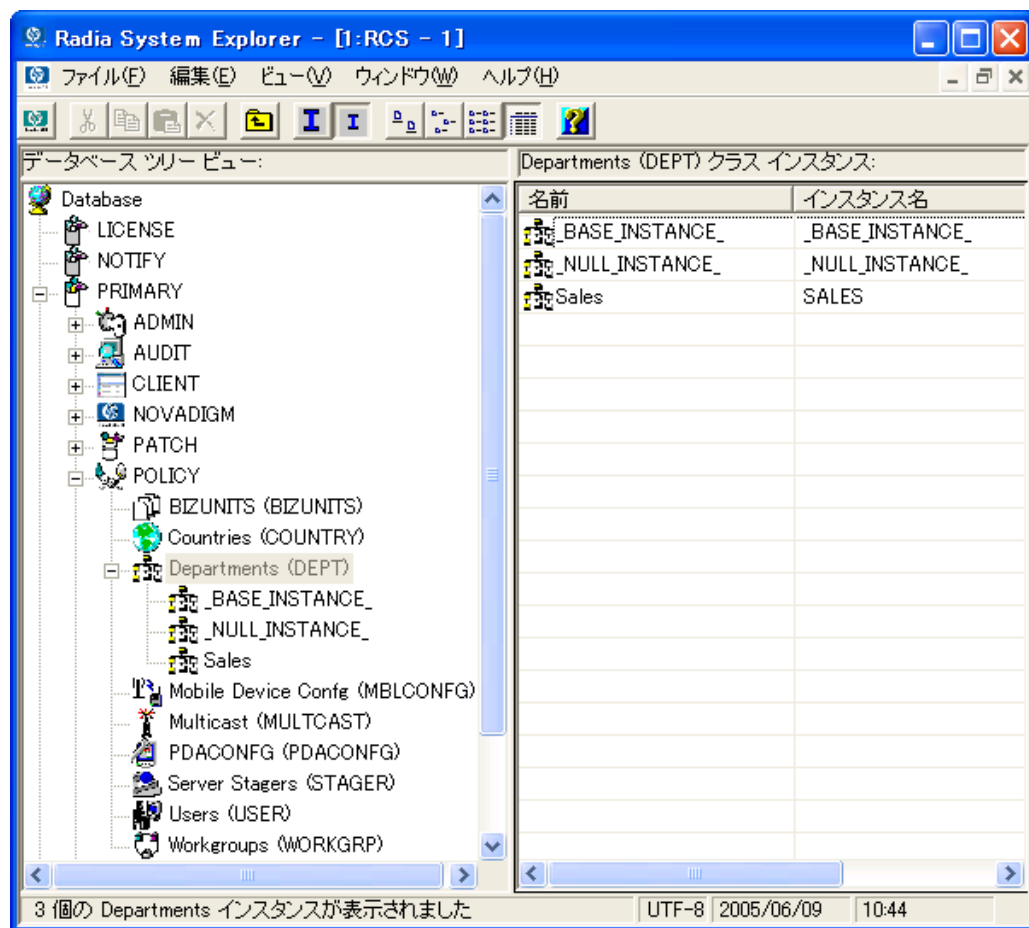 Radia System Explorer - [1:RCS - 1]
ファイル(F) 編集(E) ビュー(V) ウィンドウ(W) ヘルプ(H)
データベース ツリー ビュー:
Database
LICENSE
NOTIFY
PRIMARY
ADMIN
AUDIT
CLIENT
NOVADIGM
PATCH
POLICY
BIZUNITS (BIZUNITS)
Countries (COUNTRY)
Departments (DEPT)
_BASE_INSTANCE_
_NULL_INSTANCE_
Sales
Mobile Device Confg (MBLCONFG)
Multicast (MULTCAST)
PDACONFG (PDACONFG)
Server Stagers (STAGER)
Users (USER)
Workgroups (WORKGRP)
Departments (DEPT) クラス インスタンス:
名前 インスタンス名
_BASE_INSTANCE_ _BASE_INSTANCE_
_NULL_INSTANCE_ _NULL_INSTANCE_
Sales SALES
3 個の Departments インスタンスが表示されました UTF-8 2005/06/09 10:44